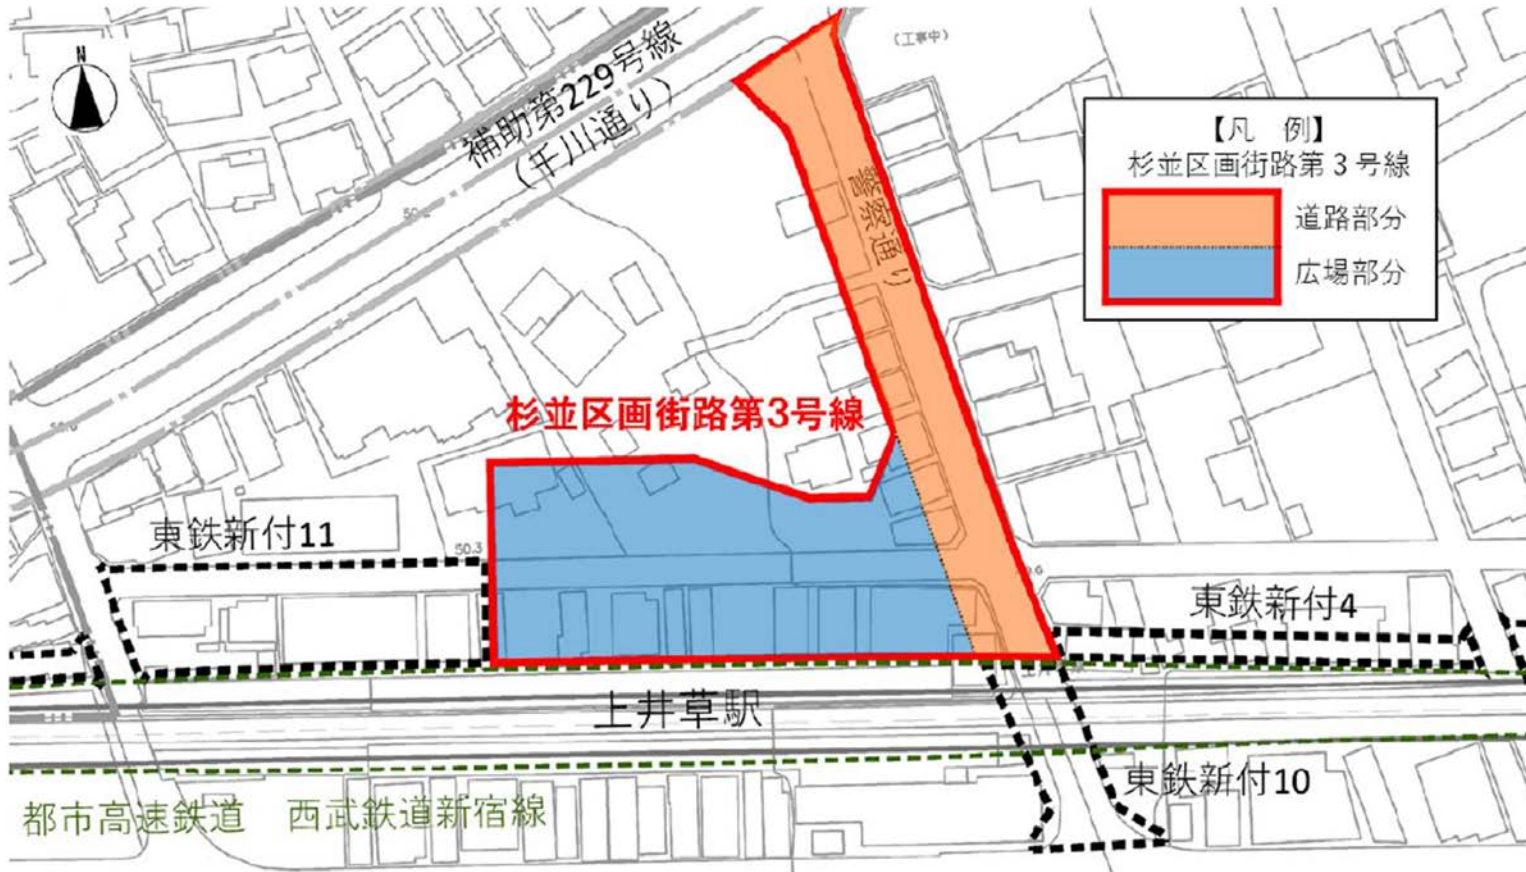 N
補助第229号線
(千川通り)
(工事中)
【凡 例】
杉並区画街路第3号線
道路部分
広場部分
警察通り
50.2
杉並区画街路第3号線
東鉄新付11
50.3
東鉄新付4
上井草駅
東鉄新付10
都市高速鉄道 西武鉄道新宿線